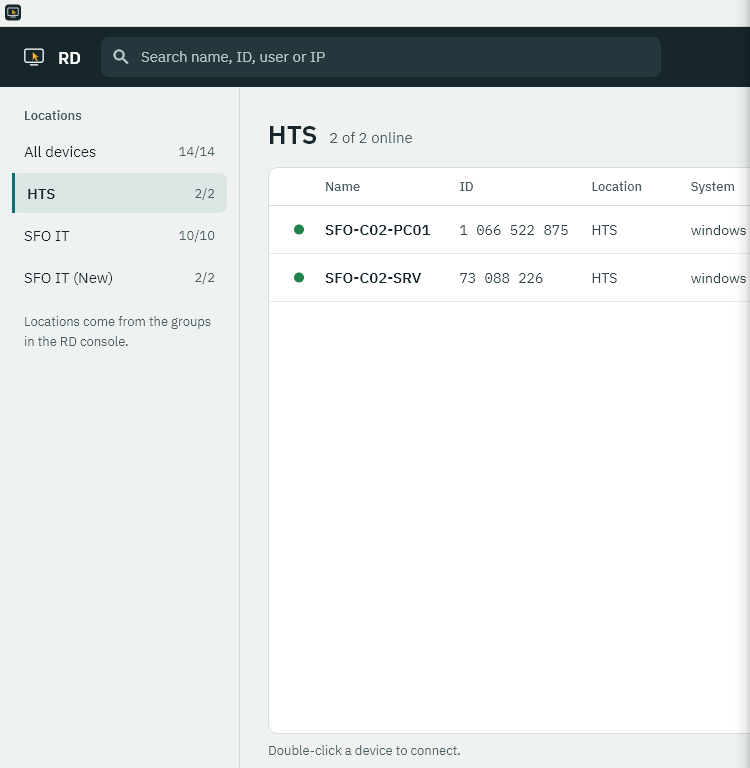 RD
Search name, ID, user or IP
Locations
All devices 14/14
HTS 2/2
SFO IT 10/10
SFO IT (New) 2/2
Locations come from the groups
in the RD console.
HTS 2 of 2 online
Name ID Location System
SFO-C02-PC01 1 066 522 875 HTS windows
SFO-C02-SRV 73 088 226 HTS windows
Double-click a device to connect.